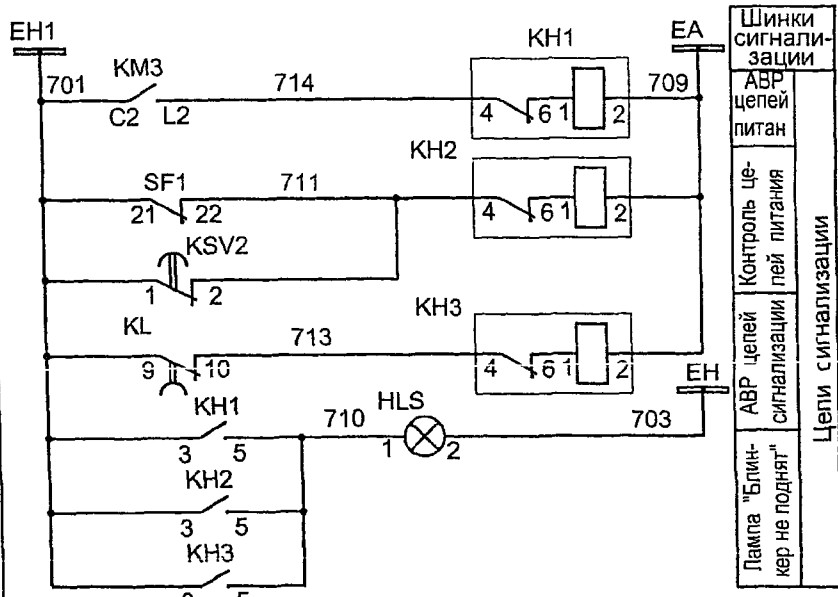 EH1
KH1
EA
701
KM3
714
709
C2 L2
4 6 1 2
KH2
SF1
711
21 22
4 6 1 2
KSV2
1 2
KH3
KL
713
9 10
4 6 1 2
EH
KH1
710
HLS
703
3 5
1 2
KH2
3 5
KH3
5
Шинки
сигнали-
зации
АВР
цепей
питан
Контроль це-
пей питания
АВР цепей
сигнализации
Лампа "Блин-
кер не поднят"
Цепи сигнализации